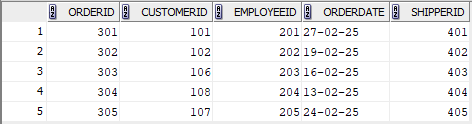 ORDERID CUSTOMERID EMPLOYEEID ORDERDATE SHIPPERID
1 301 101 201 27-02-25 401
2 302 102 202 19-02-25 402
3 303 106 203 16-02-25 403
4 304 108 204 13-02-25 404
5 305 107 205 24-02-25 405